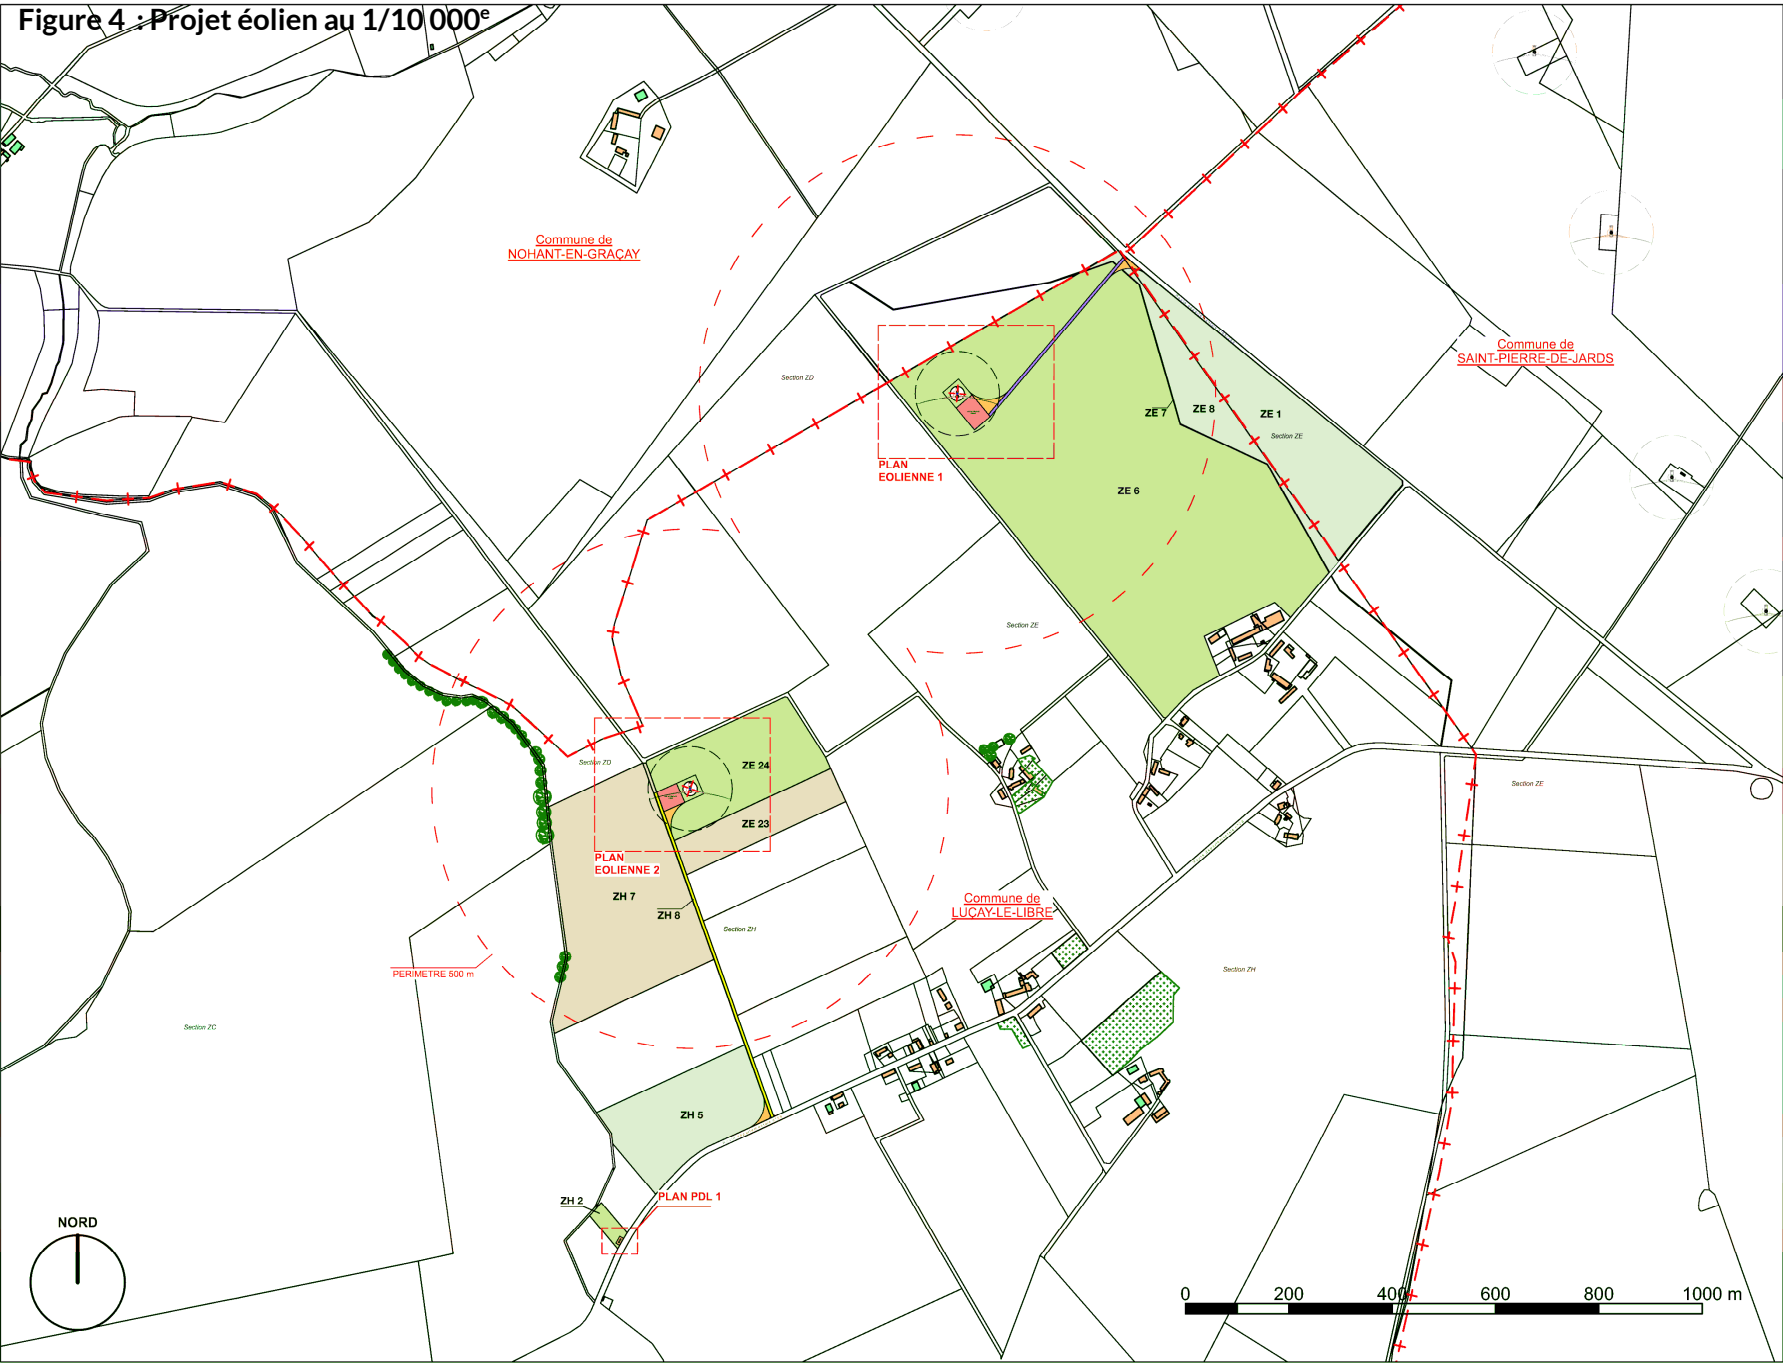 Figure 4 : Projet éolien au 1/10 000e
Commune de
NOHANT-EN-GRAÇAY
Commune de
SAINT-PIERRE-DE-JARDS
Section ZD
ZE 7
ZE 8
ZE 1
Section ZE
PLAN
EOLIENNE 1
ZE 6
Section ZE
Section ZD
ZE 24
Section ZE
ZE 23
PLAN
EOLIENNE 2
ZH 7
ZH 8
Commune de
LUÇAY-LE-LIBRE
Section ZH
PERIMETRE 500 m
Section ZH
Section ZC
ZH 5
ZH 2
PLAN PDL 1
NORD
0 200 400 600 800 1000 m